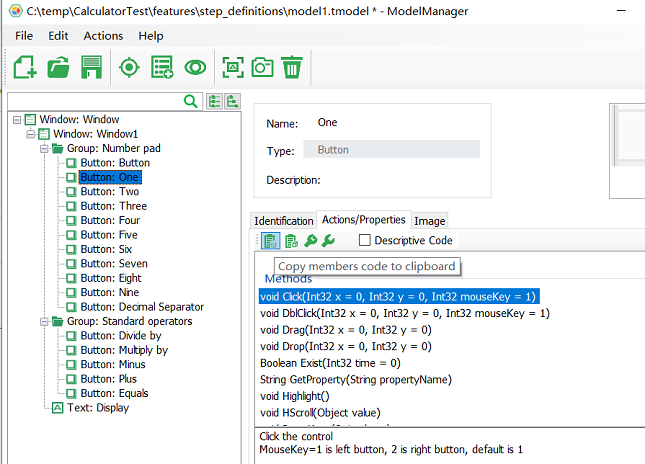 C:\temp\CalculatorTest\features\step_definitions\model1.tmodel * - ModelManager
File Edit Actions Help
Window: Window
Window: Window1
Group: Number pad
Button: Button
Button: One
Button: Two
Button: Three
Button: Four
Button: Five
Button: Six
Button: Seven
Button: Eight
Button: Nine
Button: Decimal Separator
Group: Standard operators
Button: Divide by
Button: Multiply by
Button: Minus
Button: Plus
Button: Equals
Text: Display
Name: One
Type: Button
Description:
Identification Actions/Properties Image
Descriptive Code
Copy members code to clipboard
Methods
void Click(Int32 x = 0, Int32 y = 0, Int32 mouseKey = 1)
void DblClick(Int32 x = 0, Int32 y = 0, Int32 mouseKey = 1)
void Drag(Int32 x = 0, Int32 y = 0)
void Drop(Int32 x = 0, Int32 y = 0)
Boolean Exist(Int32 time = 0)
String GetProperty(String propertyName)
void Highlight()
void HScroll(Object value)
Click the control
MouseKey=1 is left button, 2 is right button, default is 1